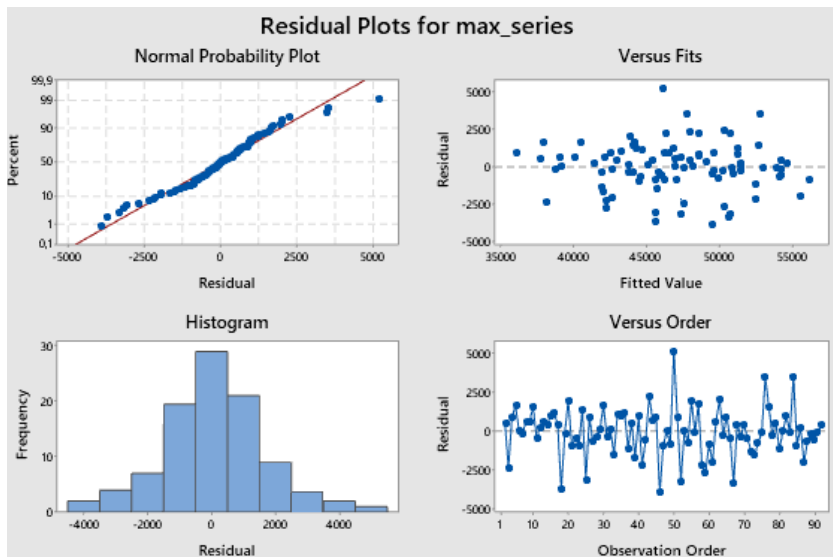 Residual Plots for max_series
Normal Probability Plot
99,9
99
90
50
10
1
0,1
Percent
-5000 -2500 0 2500 5000
Residual
Versus Fits
5000
2500
0
-2500
-5000
Residual
35000 40000 45000 50000 55000
Fitted Value
Histogram
30
20
10
0
Frequency
-4000 -2000 0 2000 4000
Residual
Versus Order
5000
2500
0
-2500
-5000
Residual
1 10 20 30 40 50 60 70 80 90
Observation Order